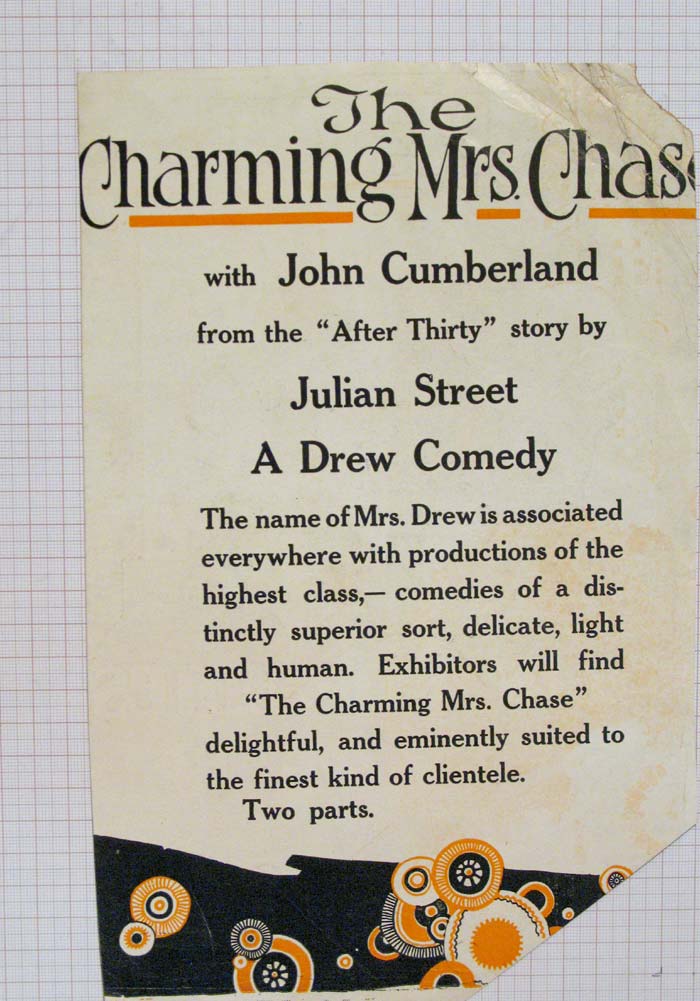 The
Charming Mrs. Chase
with John Cumberland
from the “After Thirty” story by
Julian Street
A Drew Comedy
The name of Mrs. Drew is associated
everywhere with productions of the
highest class,— comedies of a dis-
tinctly superior sort, delicate, light
and human. Exhibitors will find
“The Charming Mrs. Chase”
delightful, and eminently suited to
the finest kind of clientele.
Two parts.